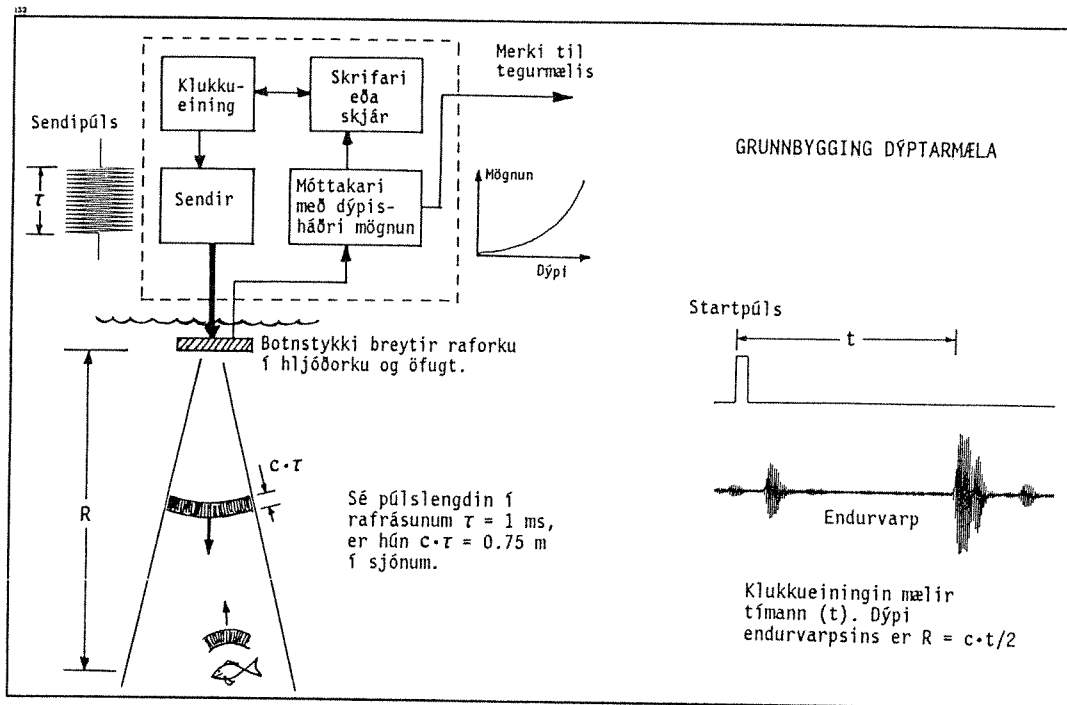 132
Merki til
tegurmælis
Klukku-
eining
Skrifari
eða
skjár
Sendipúls
τ
Sendir
Móttakari
með dýpis-
háðri mögnun
GRUNNBYGGING DÝPTARMÆLA
Mögnun
Dýpi
Botnstykki breytir raforku
í hljóðorku og öfugt.
Startpúls
t
c·τ
R
Sé púlslengdin í
rafrásunum τ = 1 ms,
er hún c·τ = 0.75 m
í sjónum.
Endurvarp
Klukkueiningin mælir
tímann (t). Dýpi
endurvarpsins er R = c·t/2